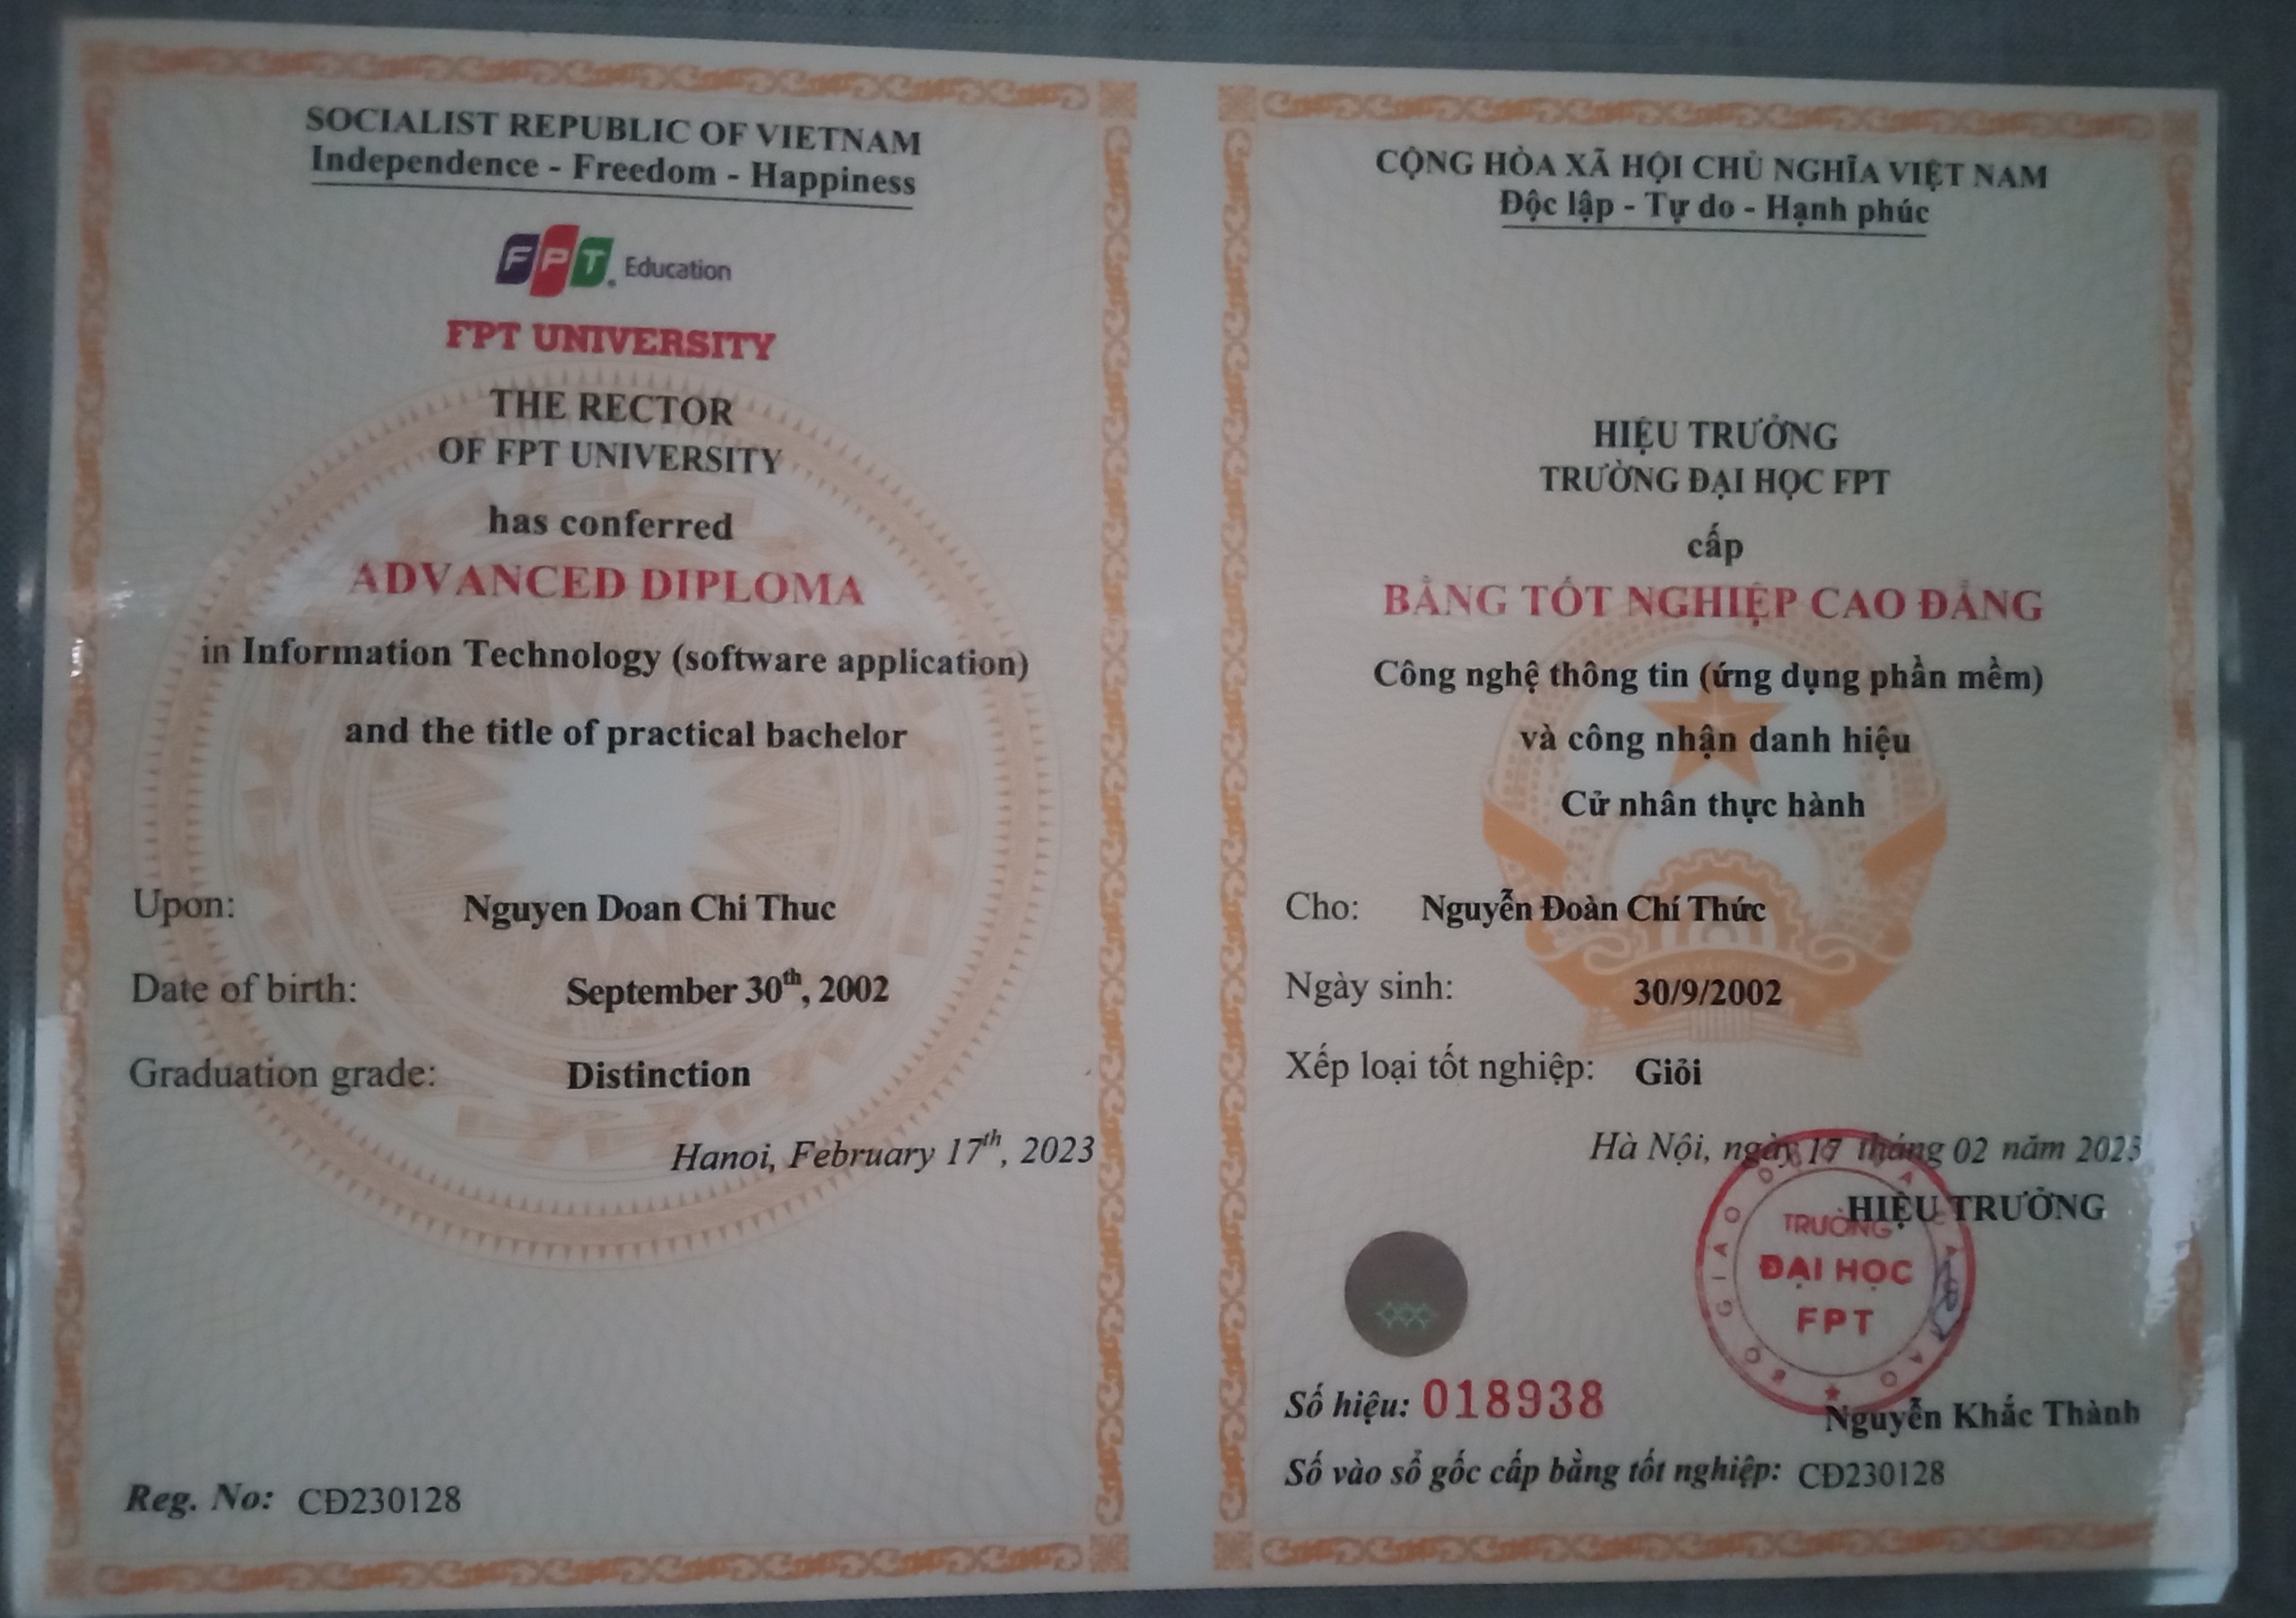 SOCIALIST REPUBLIC OF VIETNAM
Independence - Freedom - Happiness
FPT Education
FPT UNIVERSITY
THE RECTOR
OF FPT UNIVERSITY
has conferred
ADVANCED DIPLOMA
in Information Technology (software application)
and the title of practical bachelor
Upon: Nguyen Doan Chi Thuc
Date of birth: September 30th, 2002
Graduation grade: Distinction
Hanoi, February 17th, 2023
Reg. No: CĐ230128
CỘNG HÒA XÃ HỘI CHỦ NGHĨA VIỆT NAM
Độc lập - Tự do - Hạnh phúc
HIỆU TRƯỞNG
TRƯỜNG ĐẠI HỌC FPT
cấp
BẰNG TỐT NGHIỆP CAO ĐẲNG
Công nghệ thông tin (ứng dụng phần mềm)
và công nhận danh hiệu
Cử nhân thực hành
Cho: Nguyễn Đoàn Chí Thức
Ngày sinh: 30/9/2002
Xếp loại tốt nghiệp: Giỏi
Hà Nội, ngày 17 tháng 02 năm 2023
HIỆU TRƯỞNG
TRƯỜNG
ĐẠI HỌC
FPT
Số hiệu: 018938
Nguyễn Khắc Thành
Số vào sổ gốc cấp bằng tốt nghiệp: CĐ230128